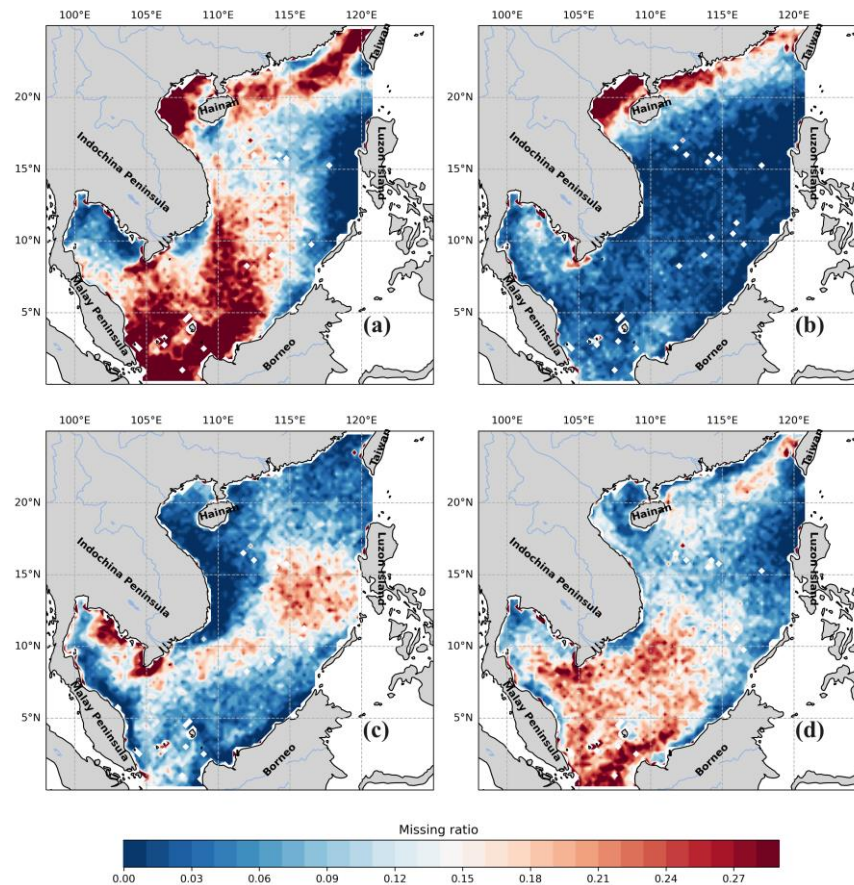 100°E 105°E 110°E 115°E 120°E
100°E 105°E 110°E 115°E 120°E
20°N
15°N
10°N
5°N
Taiwan
Hainan
Luzon Island
Indochina Peninsula
Malay Peninsula
Borneo
(a)
20°N
15°N
10°N
5°N
Taiwan
Hainan
Luzon Island
Indochina Peninsula
Malay Peninsula
Borneo
(b)
100°E 105°E 110°E 115°E 120°E
100°E 105°E 110°E 115°E 120°E
20°N
15°N
10°N
5°N
Taiwan
Hainan
Luzon Island
Indochina Peninsula
Malay Peninsula
Borneo
(c)
20°N
15°N
10°N
5°N
Taiwan
Hainan
Luzon Island
Indochina Peninsula
Malay Peninsula
Borneo
(d)
Missing ratio
0.00 0.03 0.06 0.09 0.12 0.15 0.18 0.21 0.24 0.27